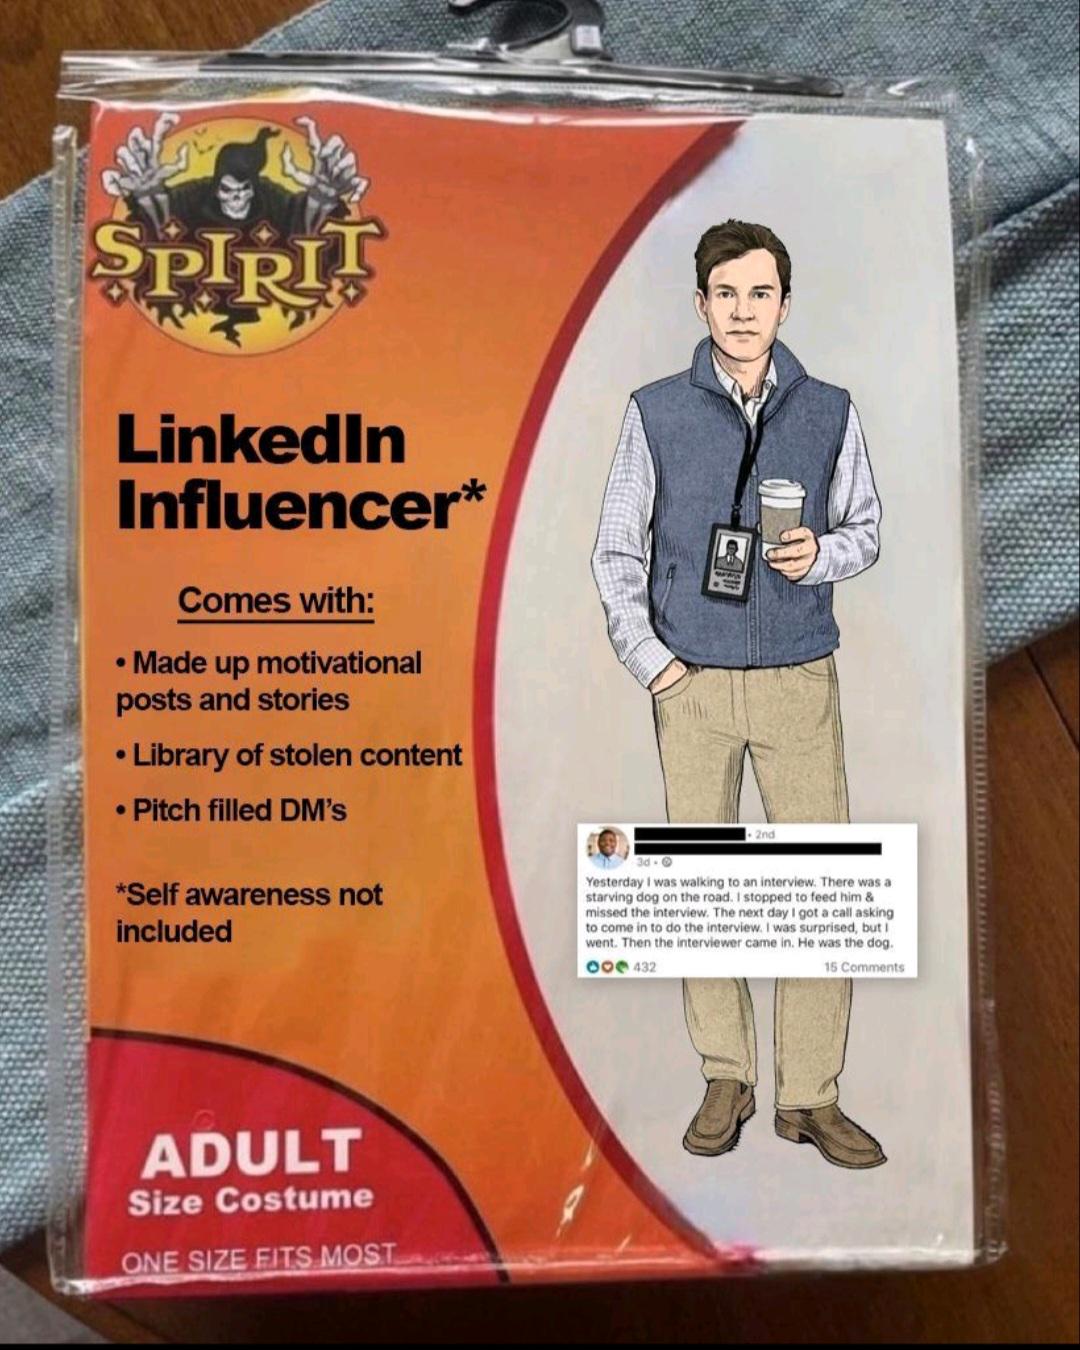 SPIRIT
LinkedIn
Influencer*
Comes with:
• Made up motivational
posts and stories
• Library of stolen content
• Pitch filled DM’s
*Self awareness not
included
• 2nd
3d •
Yesterday I was walking to an interview. There was a
starving dog on the road. I stopped to feed him &
missed the interview. The next day I got a call asking
to come in to do the interview. I was surprised, but I
went. Then the interviewer came in. He was the dog.
432
15 Comments
ADULT
Size Costume
ONE SIZE FITS MOST